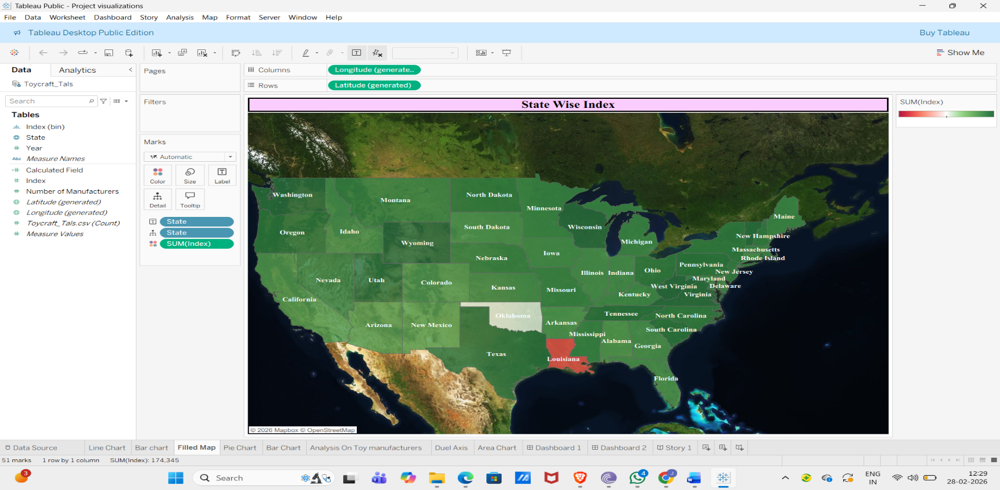 Tableau Public - Project visualizations
File Data Worksheet Dashboard Story Analysis Map Format Server Window Help
Tableau Desktop Public Edition
Buy Tableau
Show Me
Data
Analytics
Toycraft_Tals
Search
Tables
Index (bin)
State
Year
Abc Measure Names
Calculated Field
Index
Number of Manufacturers
Latitude (generated)
Longitude (generated)
Toycraft_Tals.csv (Count)
Measure Values
Pages
Filters
Marks
Automatic
Color Size Label
Detail Tooltip
State
State
SUM(Index)
Columns Longitude (generate..
Rows Latitude (generated)
State Wise Index
Washington
Montana
North Dakota
Minnesota
Maine
Oregon
Idaho
Wyoming
South Dakota
Wisconsin
Michigan
New Hampshire
Massachusetts
Rhode Island
Nebraska
Iowa
Pennsylvania
New Jersey
Nevada
Utah
Colorado
Kansas
Missouri
Illinois
Indiana
Ohio
Maryland
West Virginia
Delaware
Virginia
Kentucky
California
Arizona
New Mexico
Oklahoma
Arkansas
Tennessee
North Carolina
South Carolina
Mississippi
Alabama
Georgia
Texas
Louisiana
Florida
© 2026 Mapbox © OpenStreetMap
SUM(Index)
Data Source Line Chart Bar chart Filled Map Pie Chart Bar Chart Analysis On Toy manufacturers Duel Axis Area Chart Dashboard 1 Dashboard 2 Story 1
51 marks 1 row by 1 column SUM(Index): 174,345
3
Search
4
J
W
ENG
IN
12:29
28-02-2026